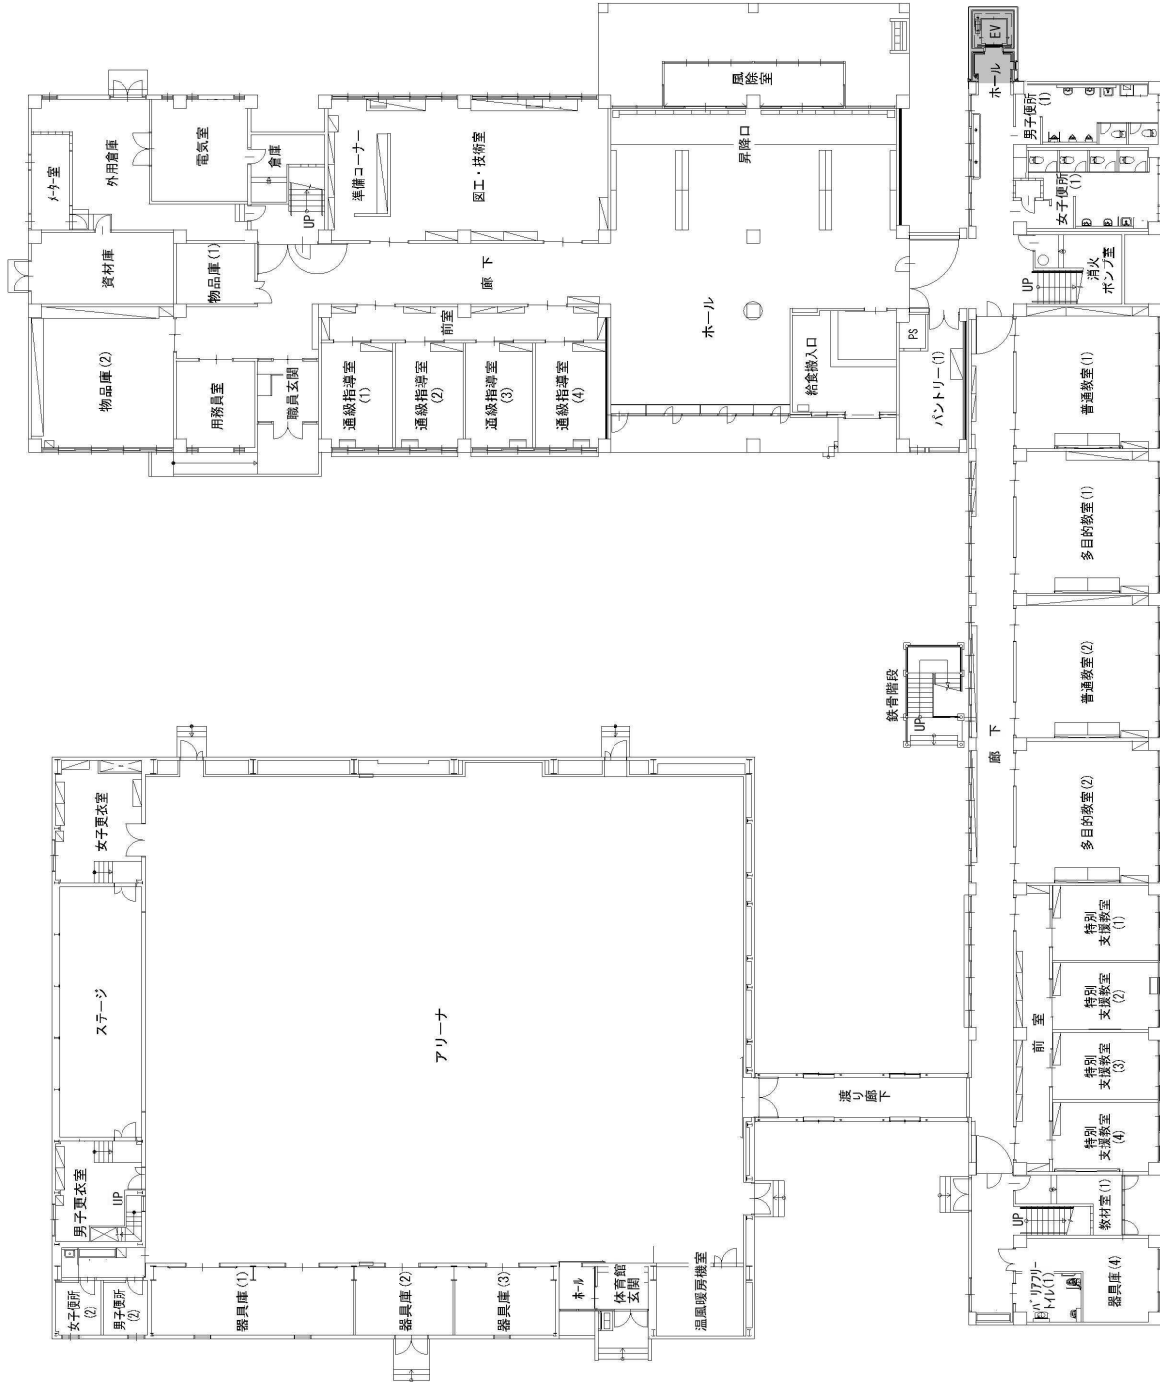 EV
ホール
風除室
男子便所
(1)
メーター室
外用倉庫
電気室
倉庫
UP
準備コーナー
図工・技術室
昇降口
女子便所
(1)
資材庫
物品庫(1)
廊 下
ホール
UP
消火
ポンプ室
前室
PS
物品庫(2)
用務員室
職員玄関
通級指導室
(1)
通級指導室
(2)
通級指導室
(3)
通級指導室
(4)
給食搬入口
パントリー(1)
普通教室(1)
多目的教室(1)
鉄骨階段
UP
普通教室(2)
廊 下
女子更衣室
多目的教室(2)
ステージ
アリーナ
特別
支援教室
(1)
特別
支援教室
(2)
前 室
特別
支援教室
(3)
特別
支援教室
(4)
渡り廊下
男子更衣室
UP
UP
教材室(1)
女子便所
(2)
男子便所
(2)
器具庫(1)
器具庫(2)
器具庫(3)
ホール
体育館
玄関
温風暖房機室
バリアフリー
トイレ(1)
器具庫(4)